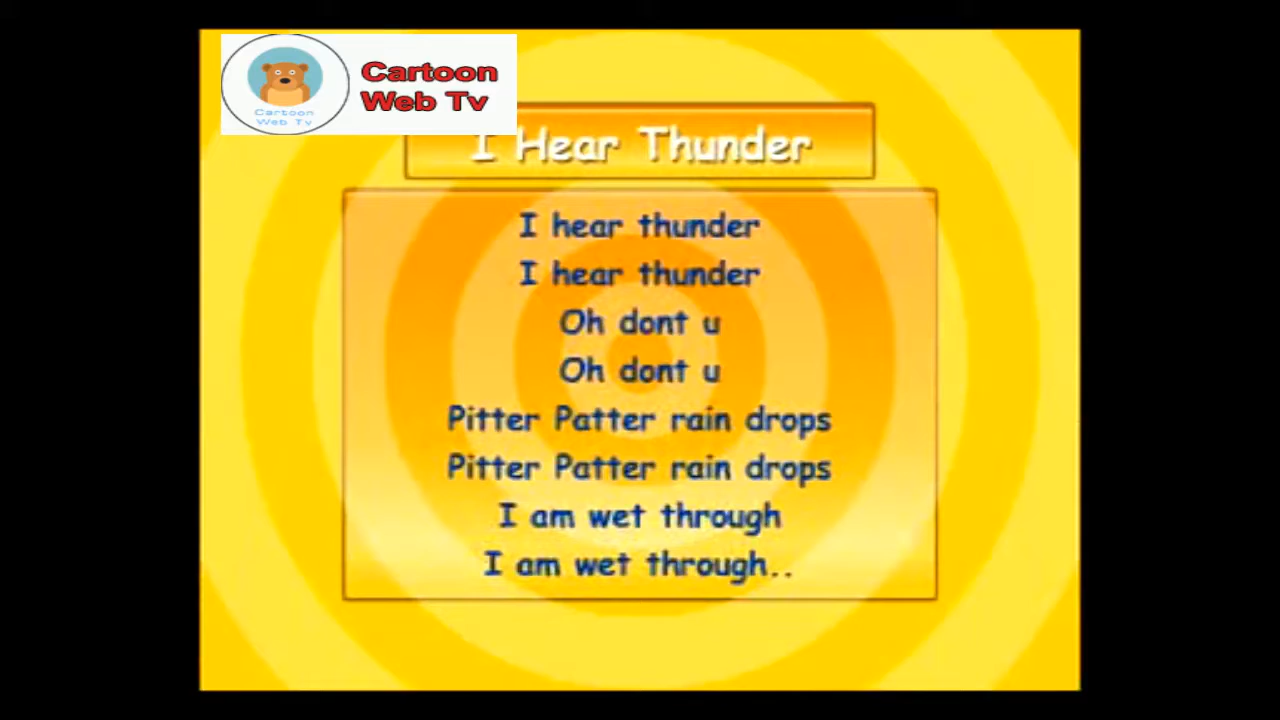 Cartoon
Web Tv
Cartoon
Web Tv
I Hear Thunder
I hear thunder
I hear thunder
Oh dont u
Oh dont u
Pitter Patter rain drops
Pitter Patter rain drops
I am wet through
I am wet through..